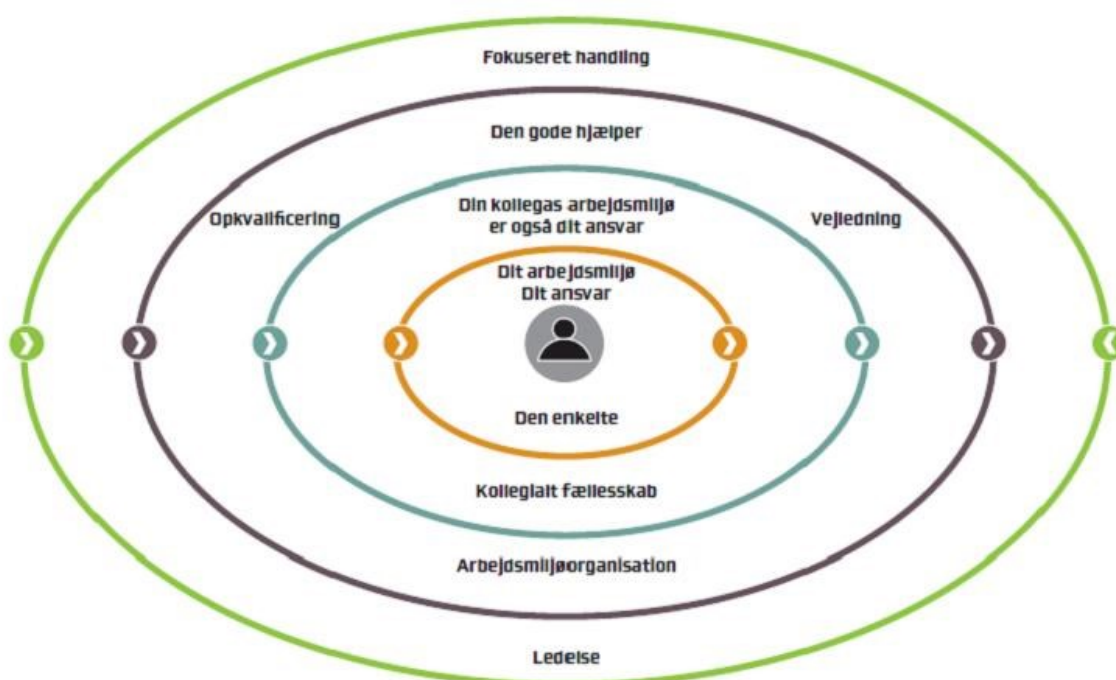 Fokuseret handling
Den gode hjælper
Opkvalificering
Din kollegas arbejdsmiljø
er også dit ansvar
Vejledning
Dit arbejdsmiljø
Dit ansvar
Den enkelte
Kollegialt fællesskab
Arbejdsmiljøorganisation
Ledelse